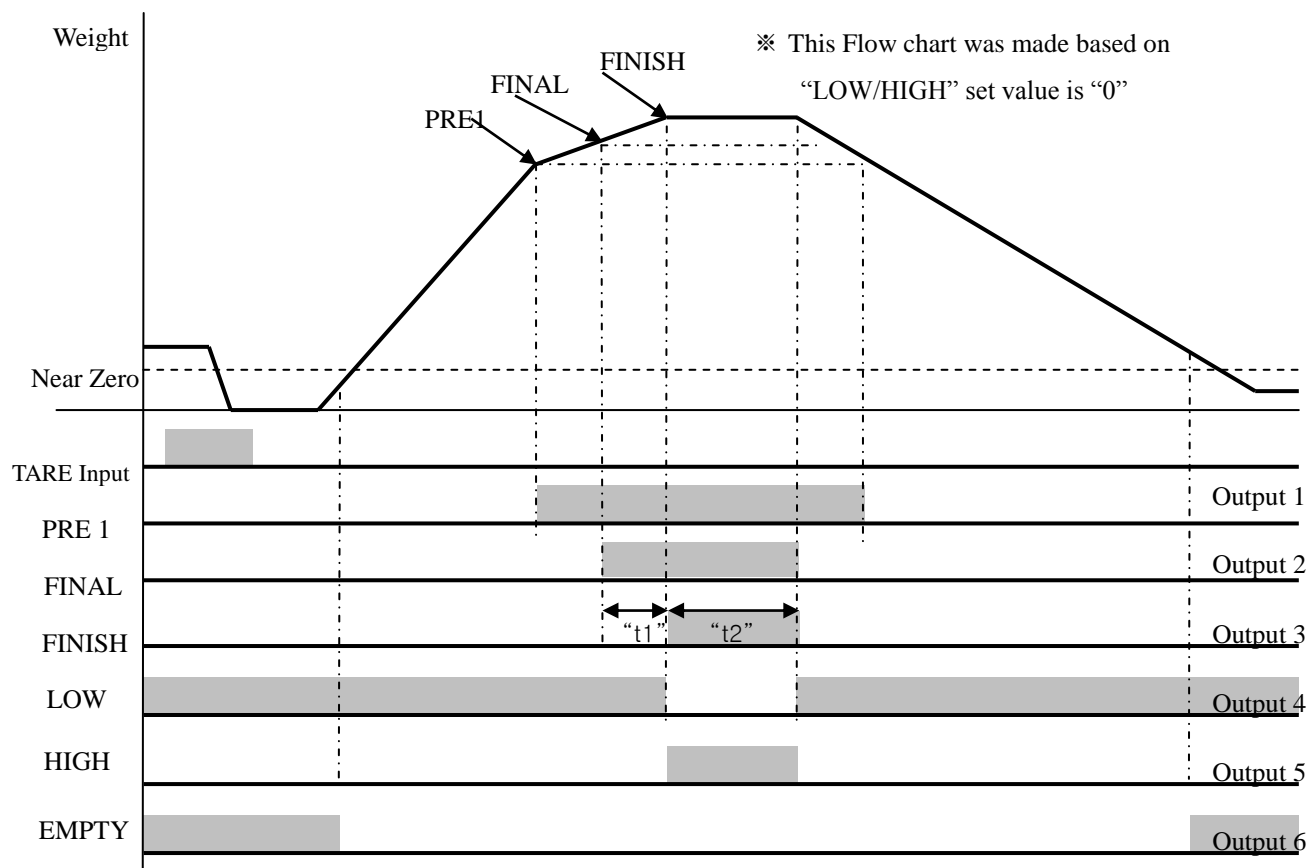 Weight
※ This Flow chart was made based on
“LOW/HIGH” set value is “0”
FINISH
FINAL
PRE1
Near Zero
TARE Input
Output 1
PRE 1
Output 2
FINAL
“t1”
“t2”
Output 3
FINISH
LOW
Output 4
HIGH
Output 5
EMPTY
Output 6